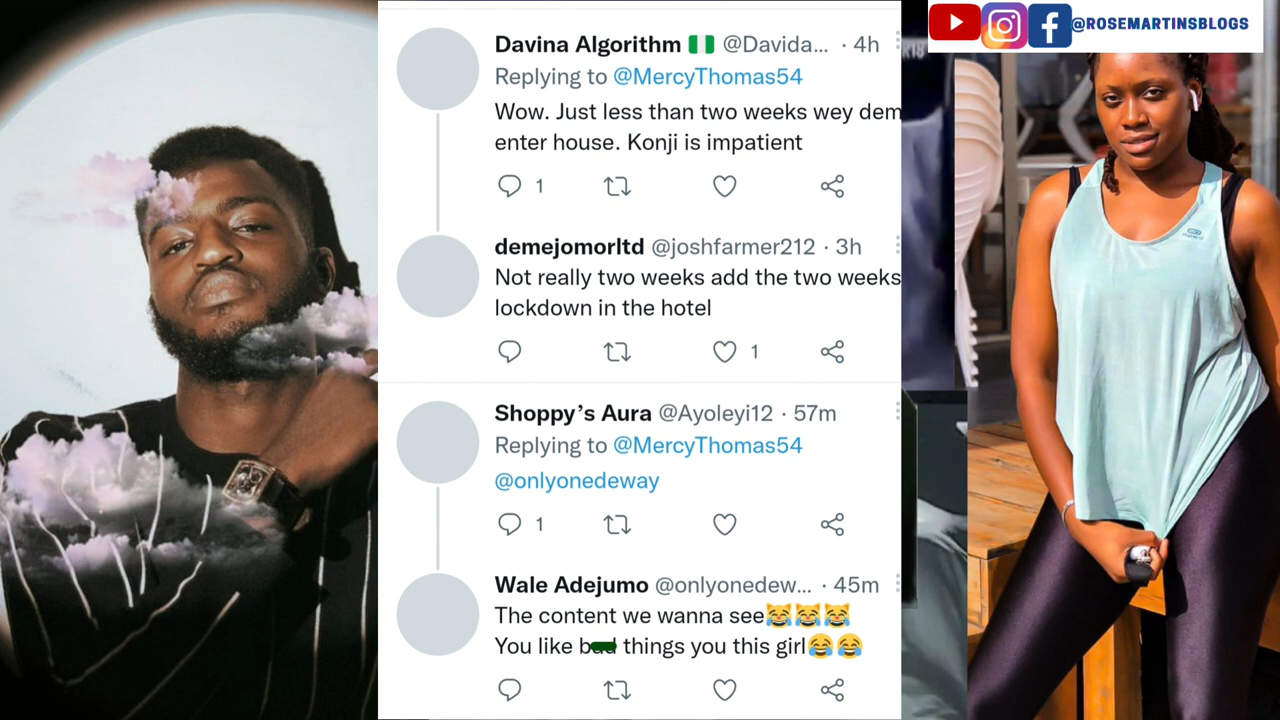 @ROSEMARTINSBLOGS
Davina Algorithm 🇳🇬 @Davida... · 4h
Replying to @MercyThomas54
Wow. Just less than two weeks wey dem
enter house. Konji is impatient
1
demejomorltd @joshfarmer212 · 3h
Not really two weeks add the two weeks
lockdown in the hotel
1
Shoppy’s Aura @Ayoleyi12 · 57m
Replying to @MercyThomas54
@onlyonedeway
1
Wale Adejumo @onlyonedew... · 45m
The content we wanna see😹😹😹
You like bad things you this girl😂😂